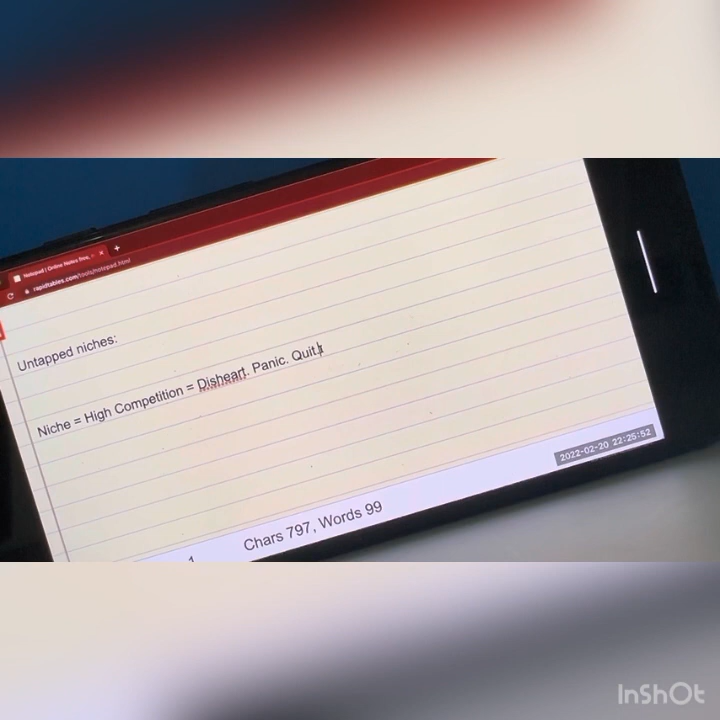 Notepad | Online Notes free,
rapidtables.com/tools/notepad.html
Untapped niches:
Niche = High Competition = Disheart. Panic. Quit.
1
Chars 797, Words 99
2022-02-20 22:25:52
InShOt